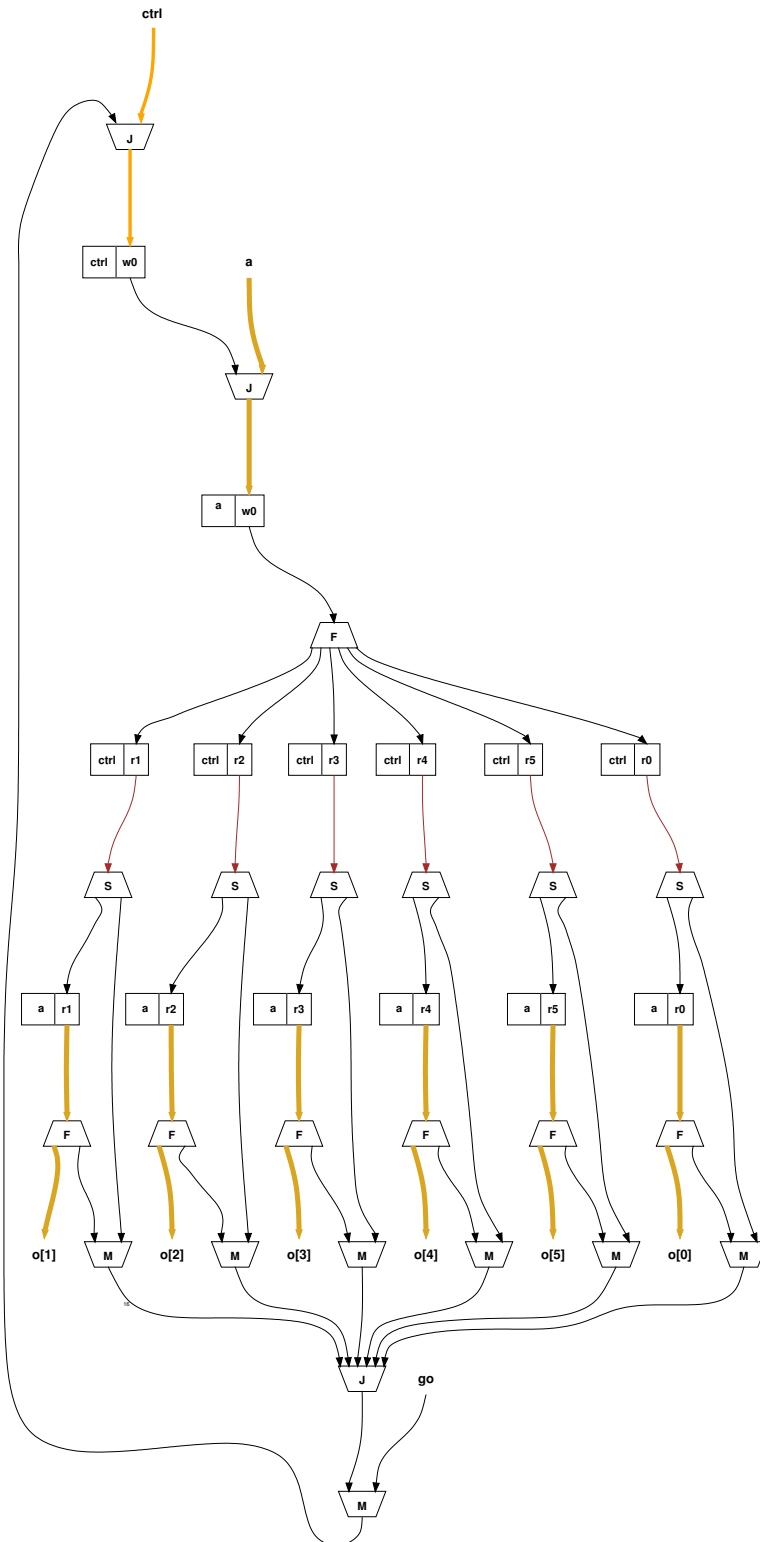 ctrl
J
ctrl w0
a
J
a w0
F
ctrl r1 ctrl r2 ctrl r3 ctrl r4 ctrl r5 ctrl r0
S S S S S S
a r1 a r2 a r3 a r4 a r5 a r0
F F F F F F
o[1] M o[2] M o[3] M o[4] M o[5] M o[0] M
16
J go
M